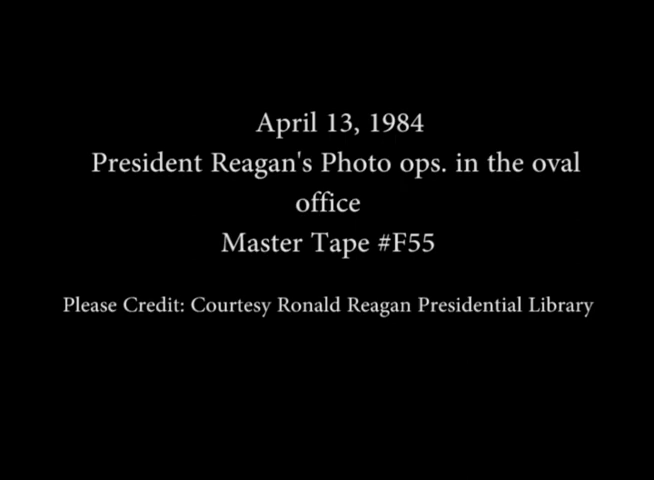 April 13, 1984
President Reagan's Photo ops. in the oval
office
Master Tape #F55
Please Credit: Courtesy Ronald Reagan Presidential Library